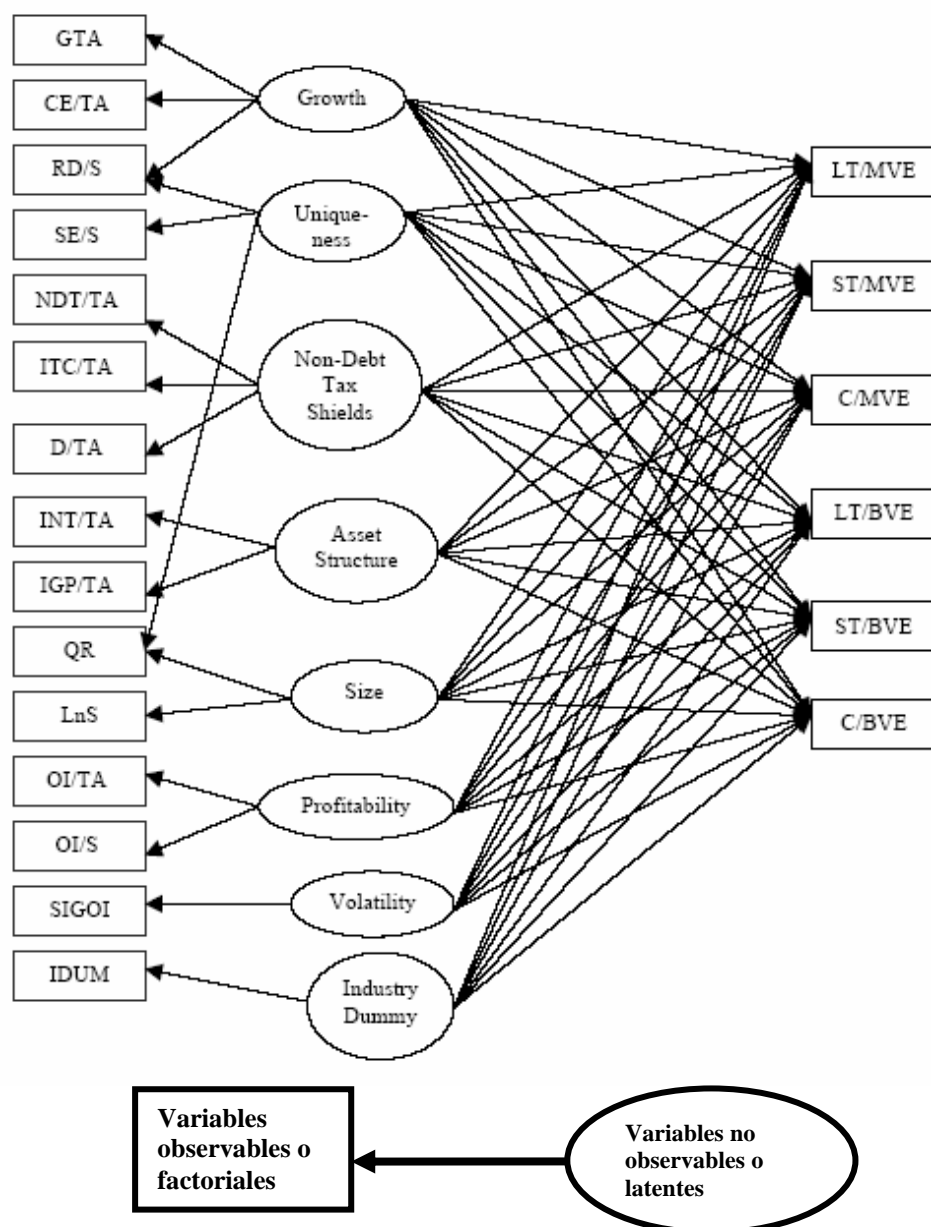 GTA
CE/TA
RD/S
SE/S
NDT/TA
ITC/TA
D/TA
INT/TA
IGP/TA
QR
LnS
OI/TA
OI/S
SIGOI
IDUM
Growth
Unique-
ness
Non-Debt
Tax
Shields
Asset
Structure
Size
Profitability
Volatility
Industry
Dummy
LT/MVE
ST/MVE
C/MVE
LT/BVE
ST/BVE
C/BVE
Variables
observables o
factoriales
Variables no
observables o
latentes